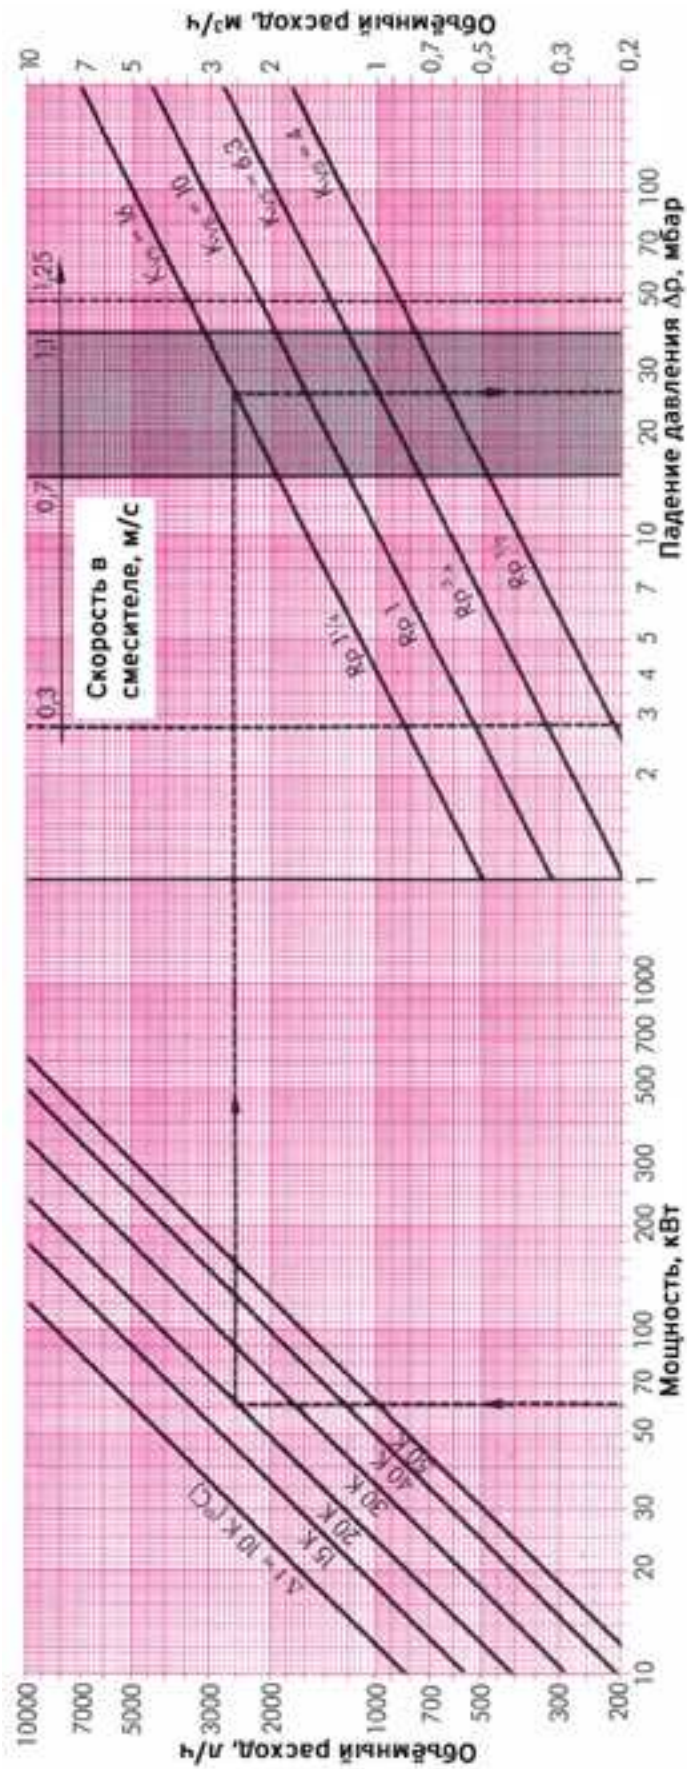 Объёмный расход, л/ч
10000
7000
5000
3000
2000
1000
700
500
300
200
10
20
30
50
70
100
200
300
500
700
1000
Мощность, кВт
Δt = 10 K (°C)
15 K
20 K
30 K
40 K
50 K
Скорость в
смесителе, м/с
0,3
0,7
1,1
1,25
Kvs = 16
Kvs = 10
Kvs = 6,3
Kvs = 4
Rp 1¼
Rp 1
Rp ¾
Rp ½
1
2
3
4
5
7
10
20
30
50
70
100
Падение давления Δp, мбар
Объёмный расход, м³/ч
10
7
5
3
2
1
0,7
0,5
0,3
0,2